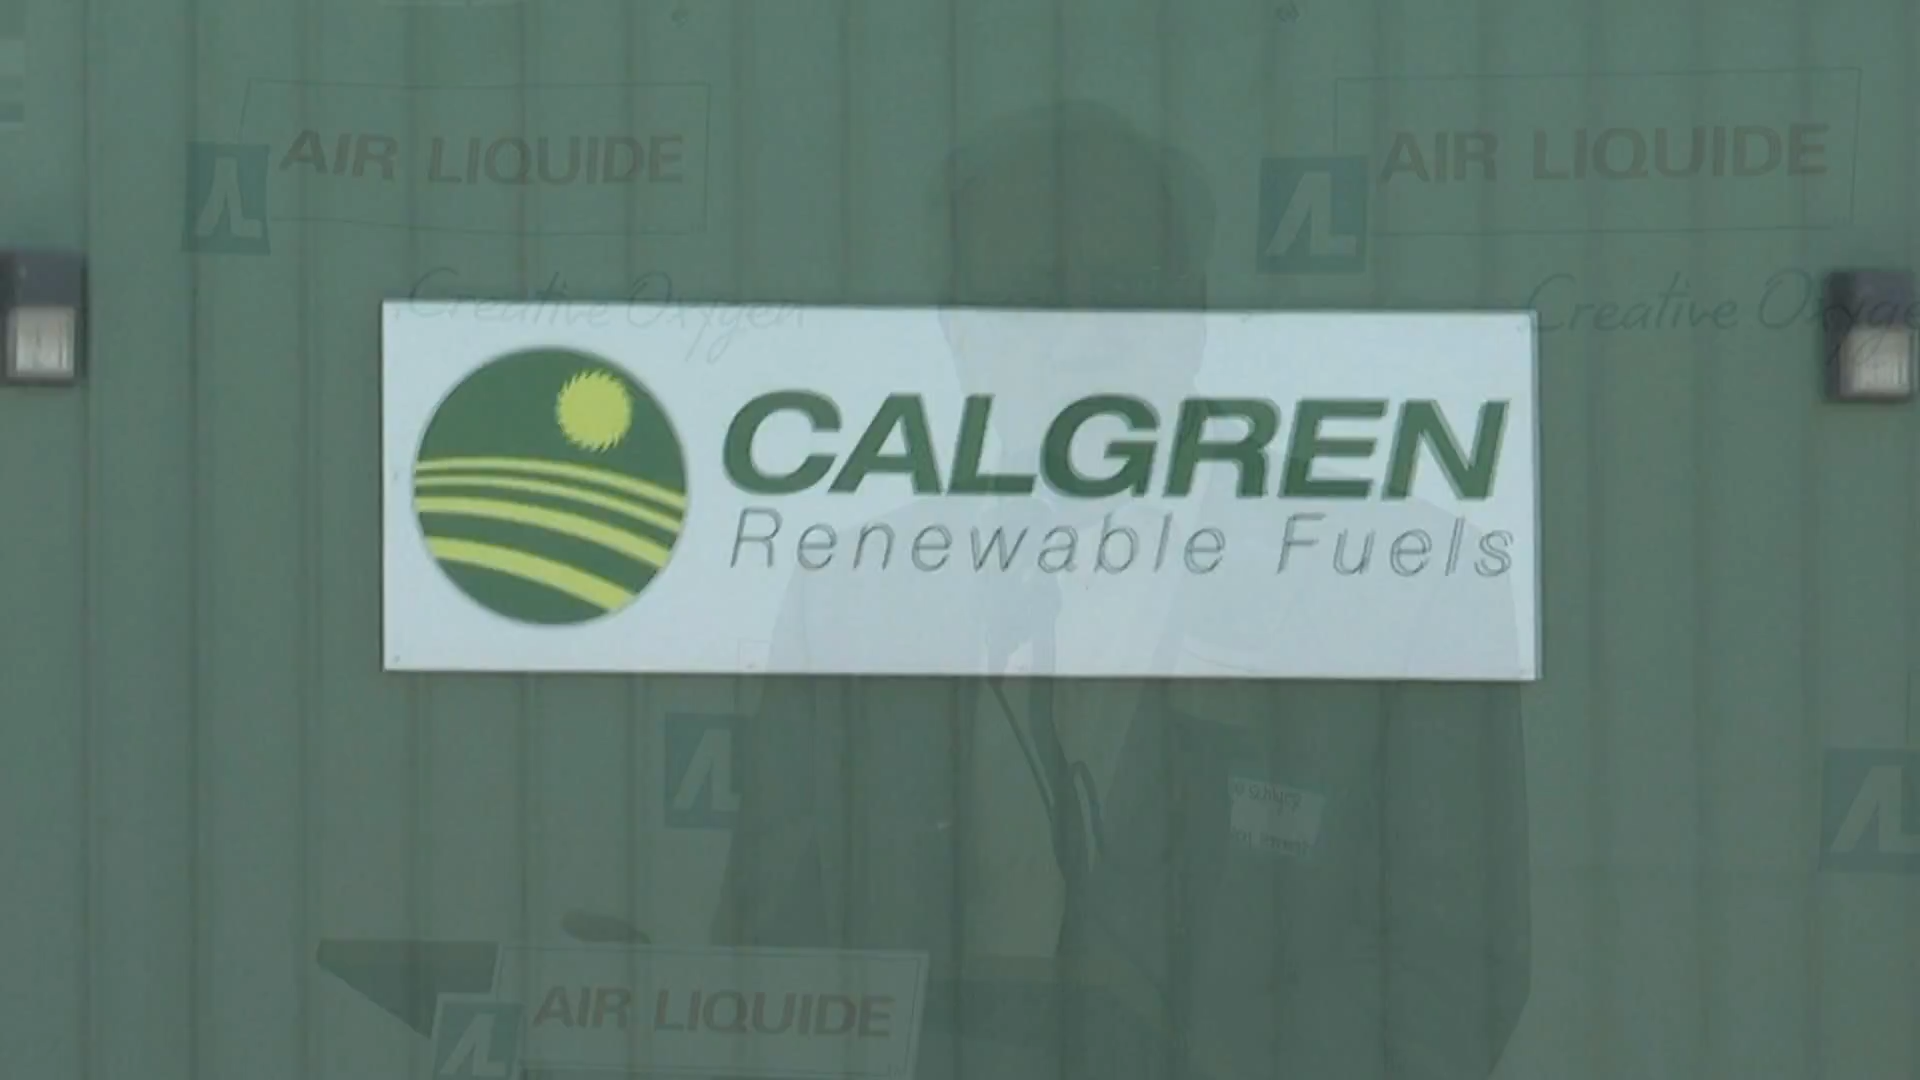 AIR LIQUIDE
AIR LIQUIDE
Creative Oxygen
Creative Oxyge
CALGREN
Renewable Fuels
AIR LIQUIDE